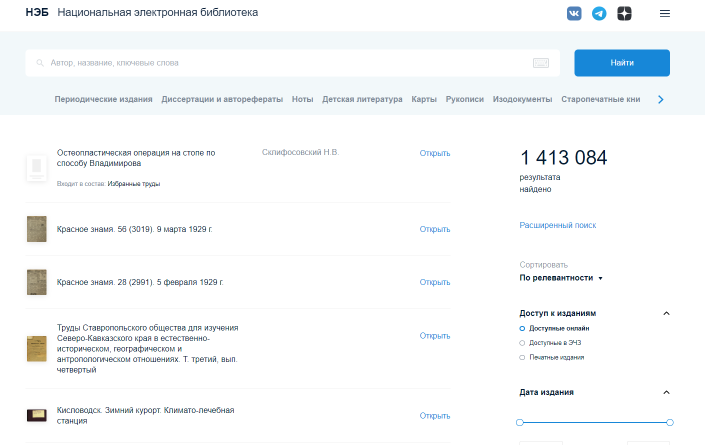 НЭБ Национальная электронная библиотека
Автор, название, ключевые слова
Найти
Периодические издания Диссертации и авторефераты Ноты Детская литература Карты Рукописи Изодокументы Старопечатные кни
Остеопластическая операция на стопе по
способу Владимирова
Склифосовский Н.В.
Открыть
Входит в состав: Избранные труды
Красное знамя. 56 (3019). 9 марта 1929 г.
Открыть
Красное знамя. 28 (2991). 5 февраля 1929 г.
Открыть
Труды Ставропольского общества для изучения
Северо-Кавказского края в естественно-
историческом, географическом и
антропологическом отношениях. Т. третий, вып.
четвертый
Открыть
Кисловодск. Зимний курорт. Климато-лечебная
станция
Открыть
1 413 084
результата
найдено
Расширенный поиск
Сортировать
По релевантности
Доступ к изданиям
Доступные онлайн
Доступные в ЭЧЗ
Печатные издания
Дата издания